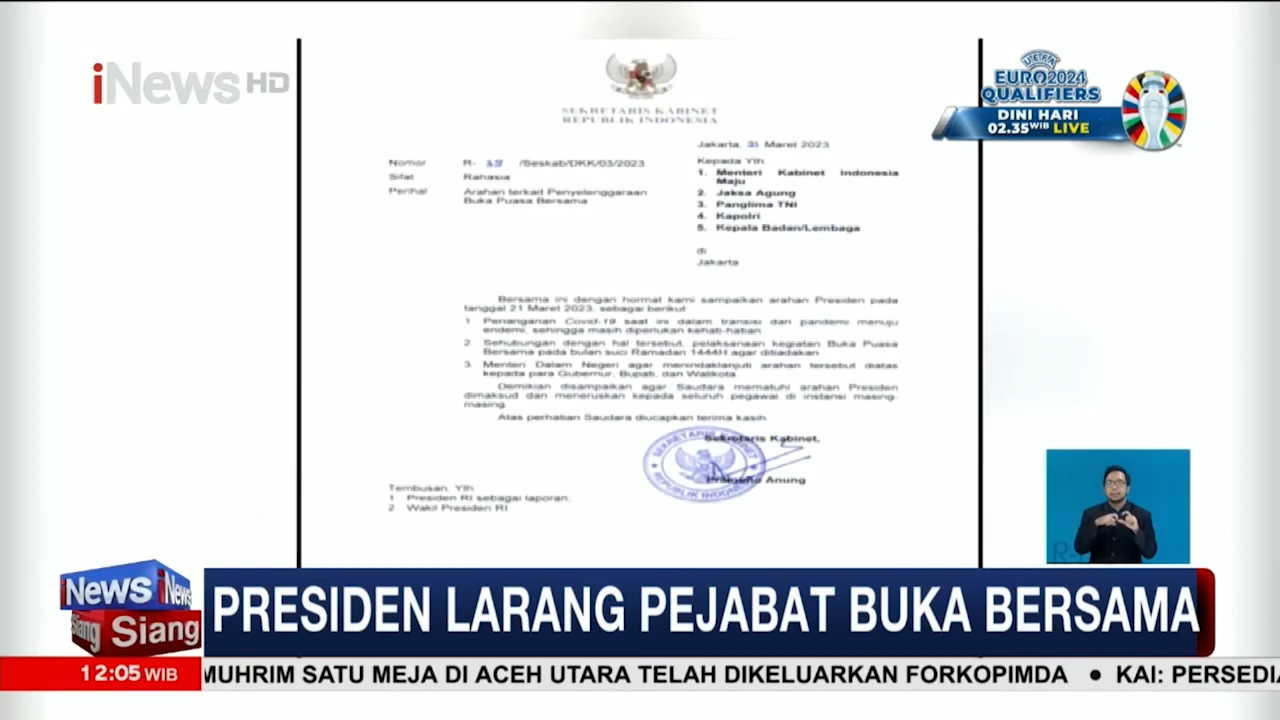 iNews HD
UEFA
EURO2024
QUALIFIERS
DINI HARI
02.35 WIB LIVE
SEKRETARIS KABINET
REPUBLIK INDONESIA
Jakarta, Maret 2023
Nomor R- /Seskab/DKK/03/2023
Sifat Rahasia
Perihal Arahan terkait Penyelenggaraan
Buka Puasa Bersama
Kepada Yth
1. Menteri Kabinet Indonesia
Maju
2. Jaksa Agung
3. Panglima TNI
4. Kapolri
5. Kepala Badan/Lembaga
di
Jakarta
Bersama ini dengan hormat kami sampaikan arahan Presiden pada
tanggal 21 Maret 2023, sebagai berikut:
1 Penanganan Covid-19 saat ini dalam transisi dari pandemi menuju
endemi, sehingga masih diperlukan kehati-hatian
2 Sehubungan dengan hal tersebut, pelaksanaan kegiatan Buka Puasa
Bersama pada bulan suci Ramadan 1444H agar ditiadakan
3 Menteri Dalam Negeri agar menindaklanjuti arahan tersebut diatas
kepada para Gubernur, Bupati, dan Walikota
Demikian disampaikan agar Saudara mematuhi arahan Presiden
dimaksud dan meneruskan kepada seluruh pegawai di instansi masing-
masing.
Atas perhatian Saudara diucapkan terima kasih
Sekretaris Kabinet,
SEKRETARIS KABINET
REPUBLIK INDONESIA
Pramono Anung
Tembusan, Yth
1 Presiden RI sebagai laporan;
2 Wakil Presiden RI
iNews iNews
Siang Siang
PRESIDEN LARANG PEJABAT BUKA BERSAMA
12:05 WIB
MUHRIM SATU MEJA DI ACEH UTARA TELAH DIKELUARKAN FORKOPIMDA • KAI: